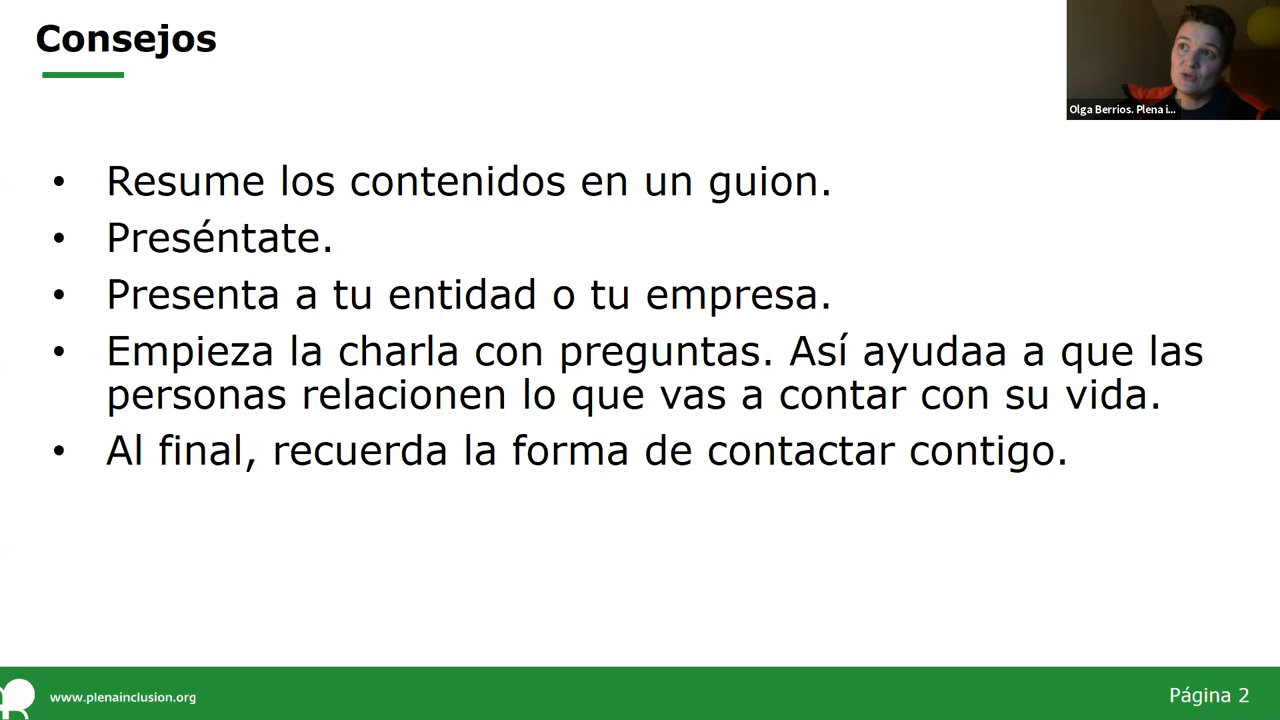 Consejos
Olga Berrios. Plena i...
• Resume los contenidos en un guion.
• Preséntate.
• Presenta a tu entidad o tu empresa.
• Empieza la charla con preguntas. Así ayudaa a que las
personas relacionen lo que vas a contar con su vida.
• Al final, recuerda la forma de contactar contigo.
www.plenainclusion.org
Página 2